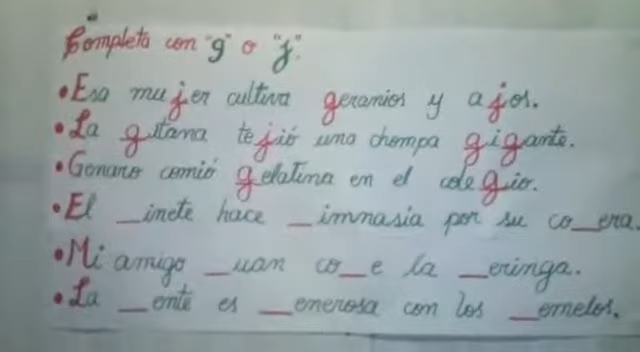 Completa con "g" o "j".
• Esa mujer cultiva geranios y ajos.
• La gitana tejió una chompa gigante.
• Genaro comió gelatina en el colegio.
• El _inete hace _imnasia por su co_era.
• Mi amigo _uan co_e la _eringa.
• La _ente es _enerosa con los _emelos.